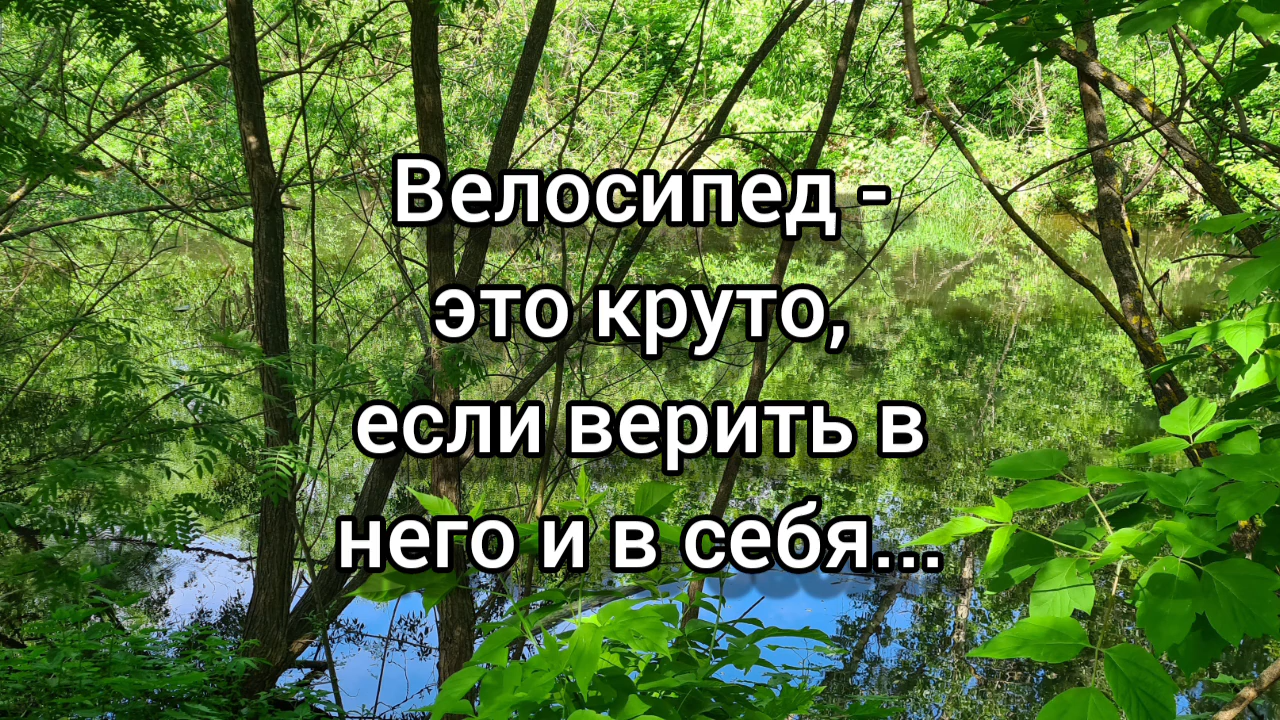 Велосипед -
это круто,
если верить в
него и в себя...